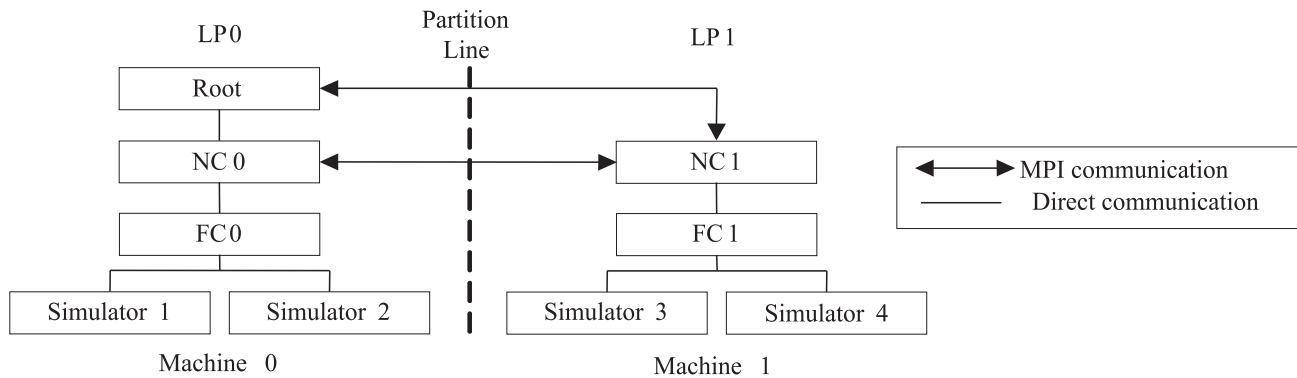 LP 0
Partition
Line
LP 1
Root
NC 0
NC 1
MPI communication
Direct communication
FC 0
FC 1
Simulator 1
Simulator 2
Simulator 3
Simulator 4
Machine 0
Machine 1